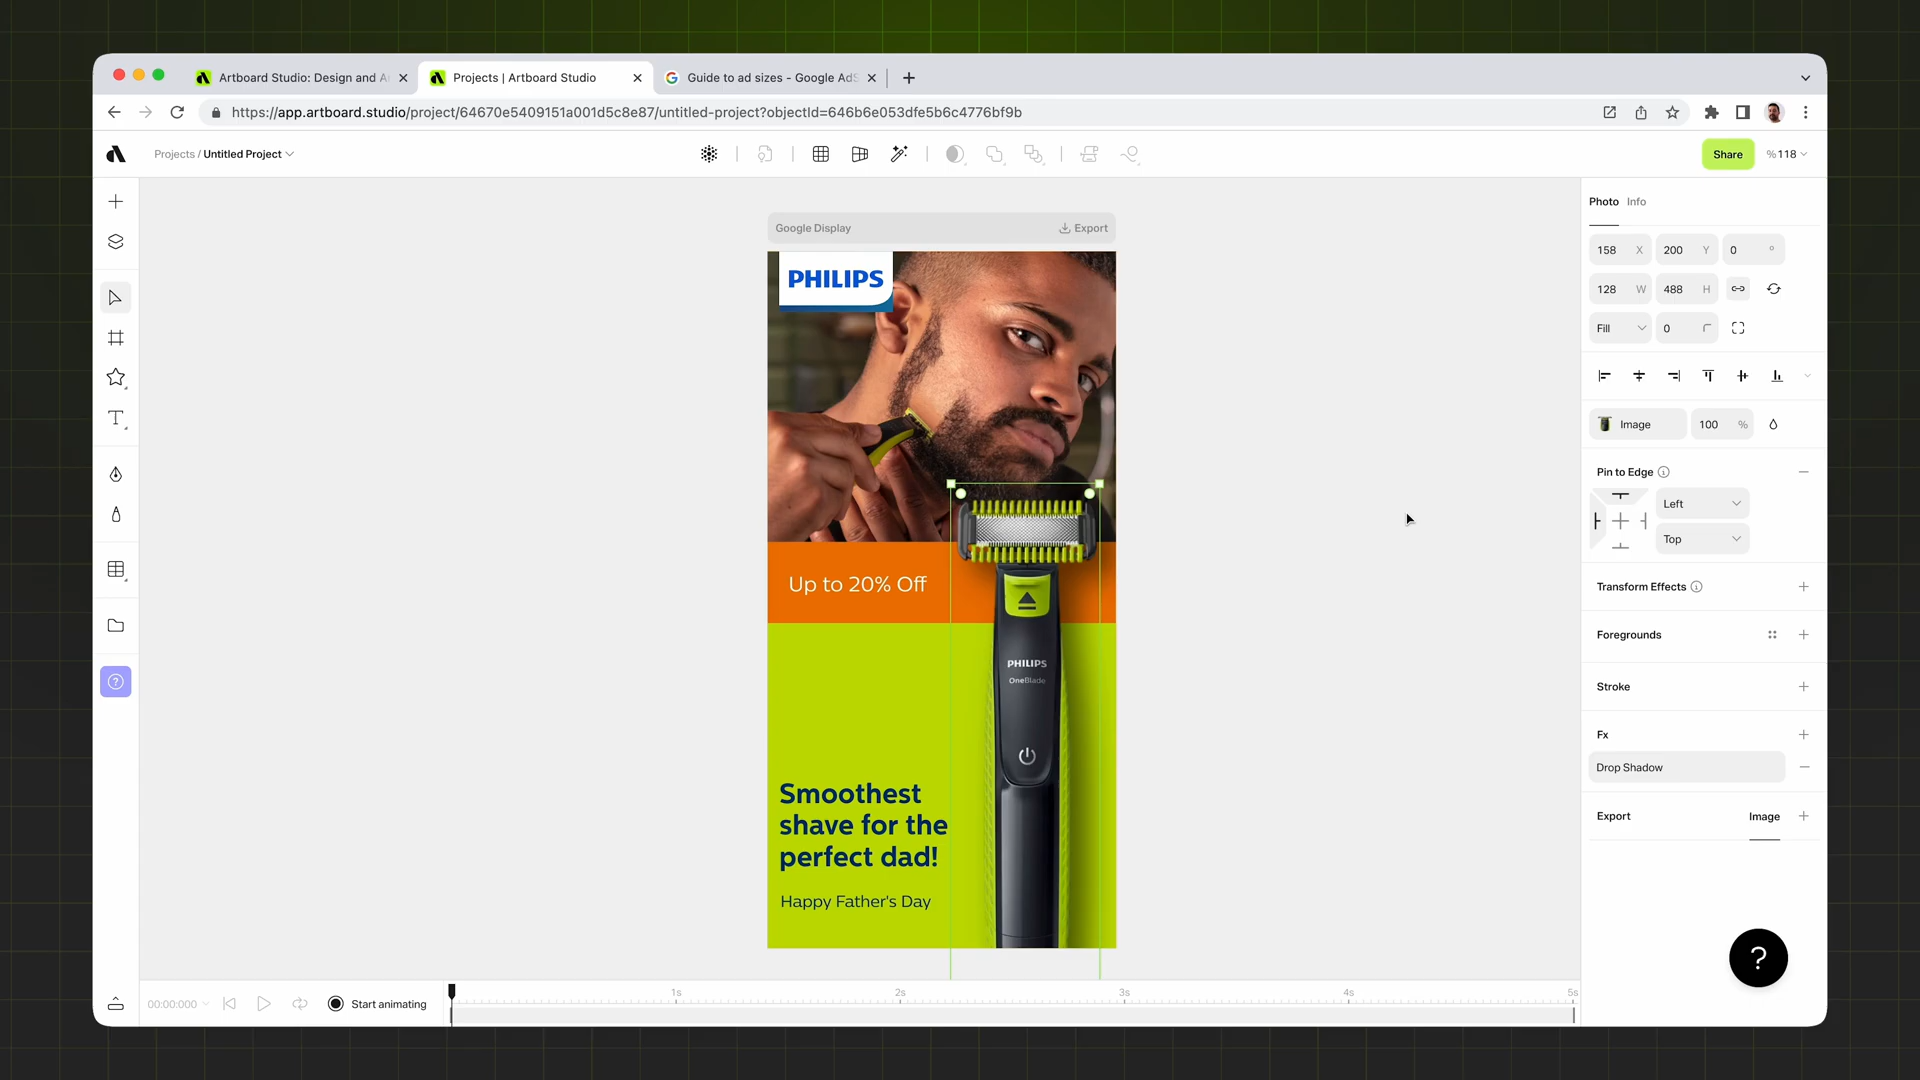 Artboard Studio: Design and A
Projects | Artboard Studio
Guide to ad sizes - Google AdS
https://app.artboard.studio/project/64670e5409151a001d5c8e87/untitled-project?objectId=646b6e053dfe5b6c4776bf9b
Projects / Untitled Project
Share
%118
Photo Info
Google Display
Export
158 X 200 Y 0 °
128 W 488 H
Fill 0
PHILIPS
Image 100 %
Pin to Edge
Left
Top
Up to 20% Off
Transform Effects
Foregrounds
PHILIPS
OneBlade
Stroke
Fx
Drop Shadow
Smoothest
shave for the
perfect dad!
Export Image
Happy Father's Day
?
00:00:000
Start animating
1s 2s 3s 4s 5s